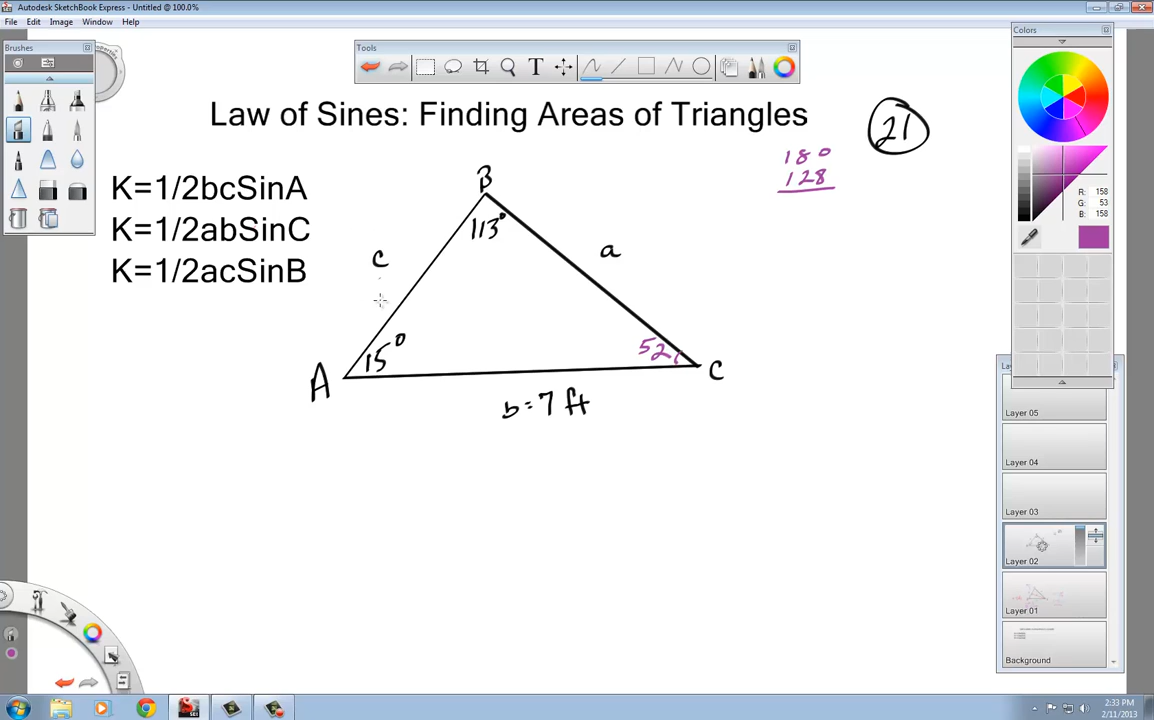 Autodesk SketchBook Express - Untitled @ 100.0%
File Edit Image Window Help
Brushes
Tools
Colors
Law of Sines: Finding Areas of Triangles
21
180
128
K=1/2bcSinA
K=1/2abSinC
K=1/2acSinB
B
113°
c
a
A
15°
52
C
b=7 ft
R: 158
G: 53
B: 158
Layer 05
Layer 04
Layer 03
Layer 02
Layer 01
Background
2:33 PM
2/11/2013